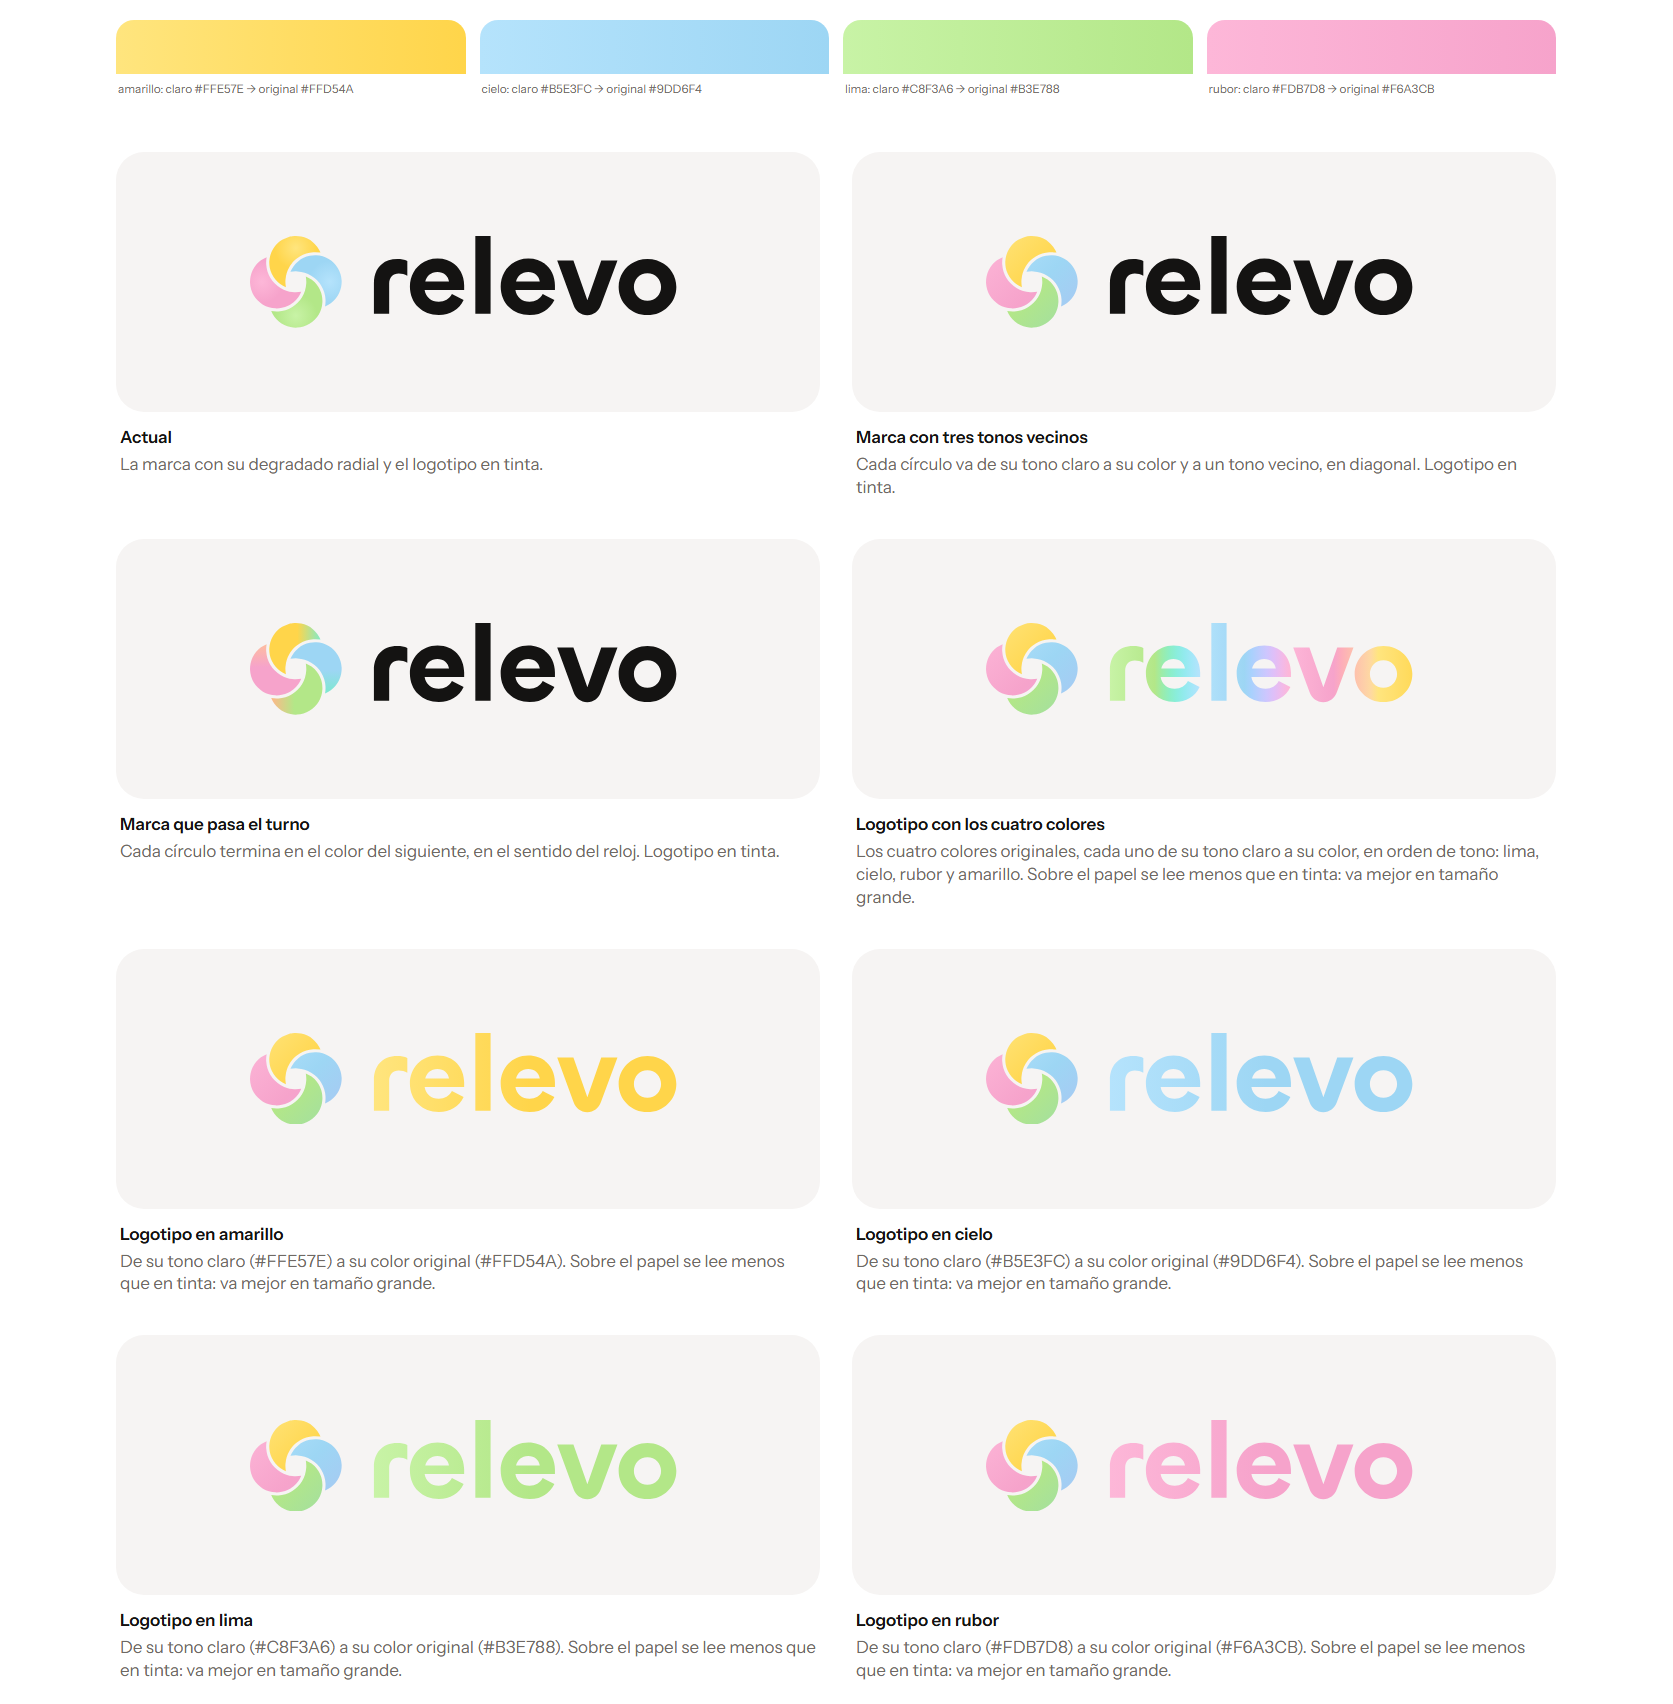 amarillo: claro #FFE57E → original #FFD54A
cielo: claro #B5E3FC → original #9DD6F4
lima: claro #C8F3A6 → original #B3E788
rubor: claro #FDB7D8 → original #F6A3CB
relevo
relevo
Actual
La marca con su degradado radial y el logotipo en tinta.
Marca con tres tonos vecinos
Cada círculo va de su tono claro a su color y a un tono vecino, en diagonal. Logotipo en
tinta.
relevo
relevo
Marca que pasa el turno
Cada círculo termina en el color del siguiente, en el sentido del reloj. Logotipo en tinta.
Logotipo con los cuatro colores
Los cuatro colores originales, cada uno de su tono claro a su color, en orden de tono: lima,
cielo, rubor y amarillo. Sobre el papel se lee menos que en tinta: va mejor en tamaño
grande.
relevo
relevo
Logotipo en amarillo
De su tono claro (#FFE57E) a su color original (#FFD54A). Sobre el papel se lee menos
que en tinta: va mejor en tamaño grande.
Logotipo en cielo
De su tono claro (#B5E3FC) a su color original (#9DD6F4). Sobre el papel se lee menos
que en tinta: va mejor en tamaño grande.
relevo
relevo
Logotipo en lima
De su tono claro (#C8F3A6) a su color original (#B3E788). Sobre el papel se lee menos que
en tinta: va mejor en tamaño grande.
Logotipo en rubor
De su tono claro (#FDB7D8) a su color original (#F6A3CB). Sobre el papel se lee menos
que en tinta: va mejor en tamaño grande.